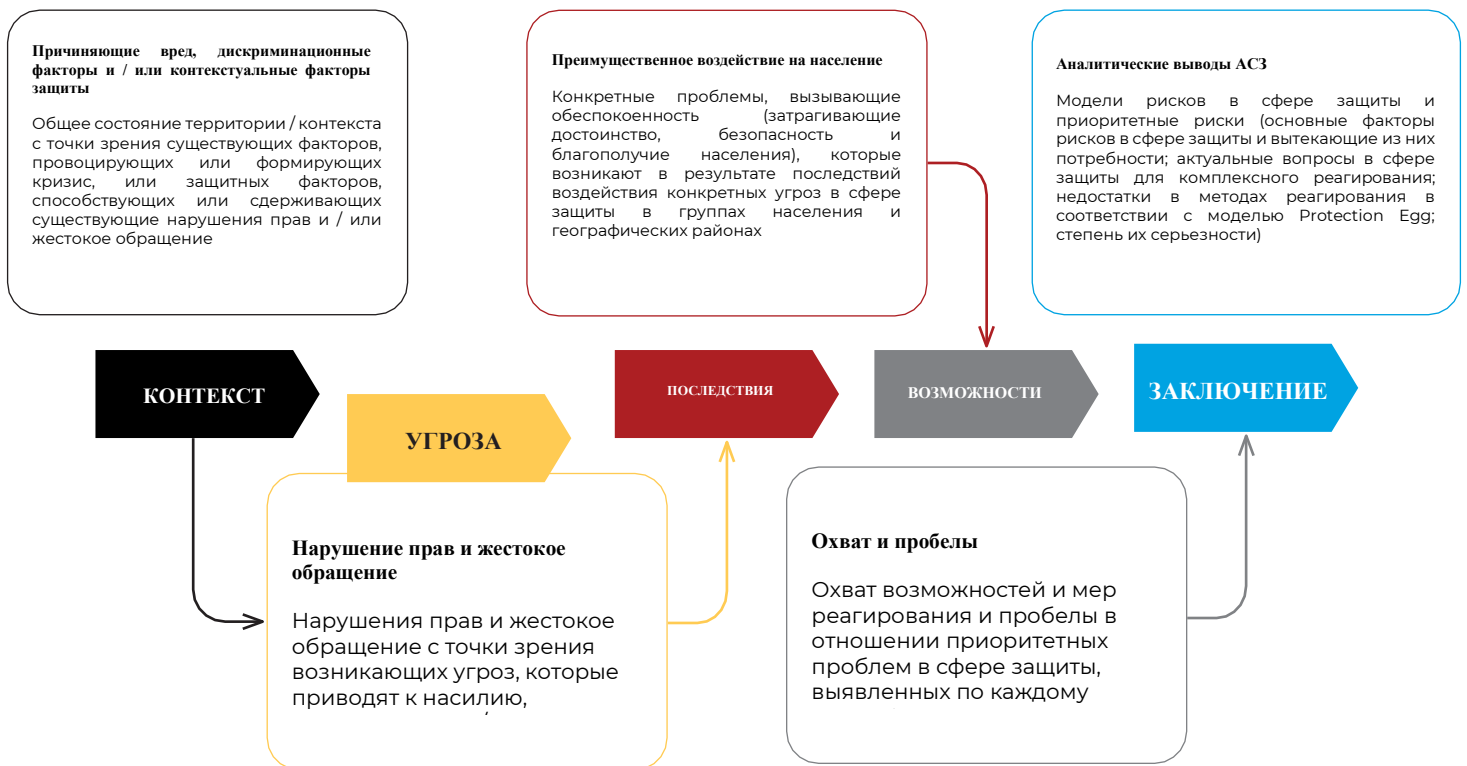 Причиняющие вред, дискриминационные
факторы и / или контекстуальные факторы
защиты
Общее состояние территории / контекста
с точки зрения существующих факторов,
провоцирующих или формирующих
кризис, или защитных факторов,
способствующих или сдерживающих
существующие нарушения прав и / или
жестокое обращение
Преимущественное воздействие на население
Конкретные проблемы, вызывающие
обеспокоенность (затрагивающие
достоинство, безопасность и
благополучие населения), которые
возникают в результате последствий
воздействия конкретных угроз в сфере
защиты в группах населения и
географических районах
Аналитические выводы АСЗ
Модели рисков в сфере защиты и
приоритетные риски (основные факторы
рисков в сфере защиты и вытекающие из них
потребности; актуальные вопросы в сфере
защиты для комплексного реагирования;
недостатки в методах реагирования в
соответствии с моделью Protection Egg;
степень их серьезности)
КОНТЕКСТ
УГРОЗА
ПОСЛЕДСТВИЯ
ВОЗМОЖНОСТИ
ЗАКЛЮЧЕНИЕ
Нарушение прав и жестокое
обращение
Нарушения прав и жестокое
обращение с точки зрения
возникающих угроз, которые
приводят к насилию,
Охват и пробелы
Охват возможностей и мер
реагирования и пробелы в
отношении приоритетных
проблем в сфере защиты,
выявленных по каждому